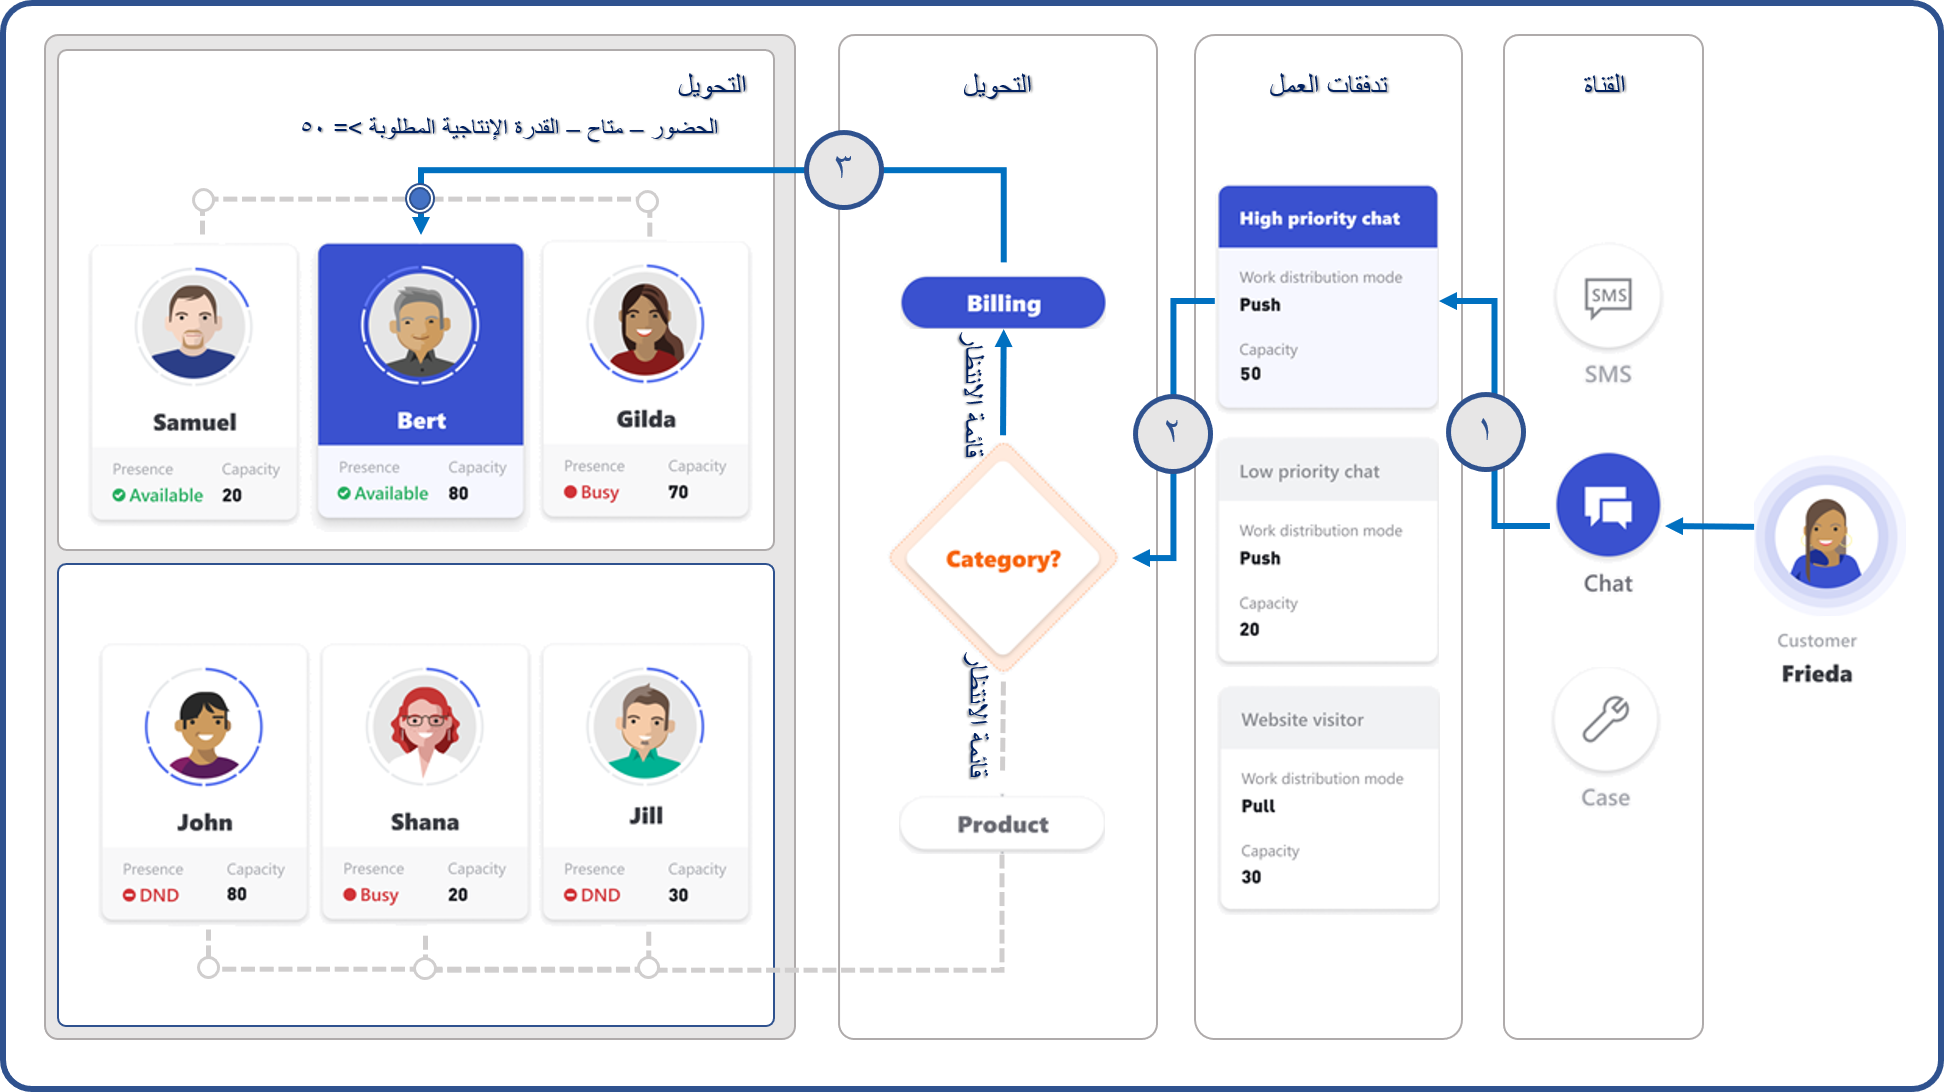 القناة
تدفقات العمل
التحويل
التحويل
الحضور – متاح – القدرة الإنتاجية المطلوبة >= ٥٠
Customer
Frieda
SMS
SMS
Chat
Case
١
High priority chat
Work distribution mode
Push
Capacity
50
Low priority chat
Work distribution mode
Push
Capacity
20
Website visitor
Work distribution mode
Pull
Capacity
30
٢
Category?
قائمة الانتظار
Billing
قائمة الانتظار
Product
٣
Gilda
Presence Capacity
Busy 70
Bert
Presence Capacity
Available 80
Samuel
Presence Capacity
Available 20
Jill
Presence Capacity
DND 30
Shana
Presence Capacity
Busy 20
John
Presence Capacity
DND 80